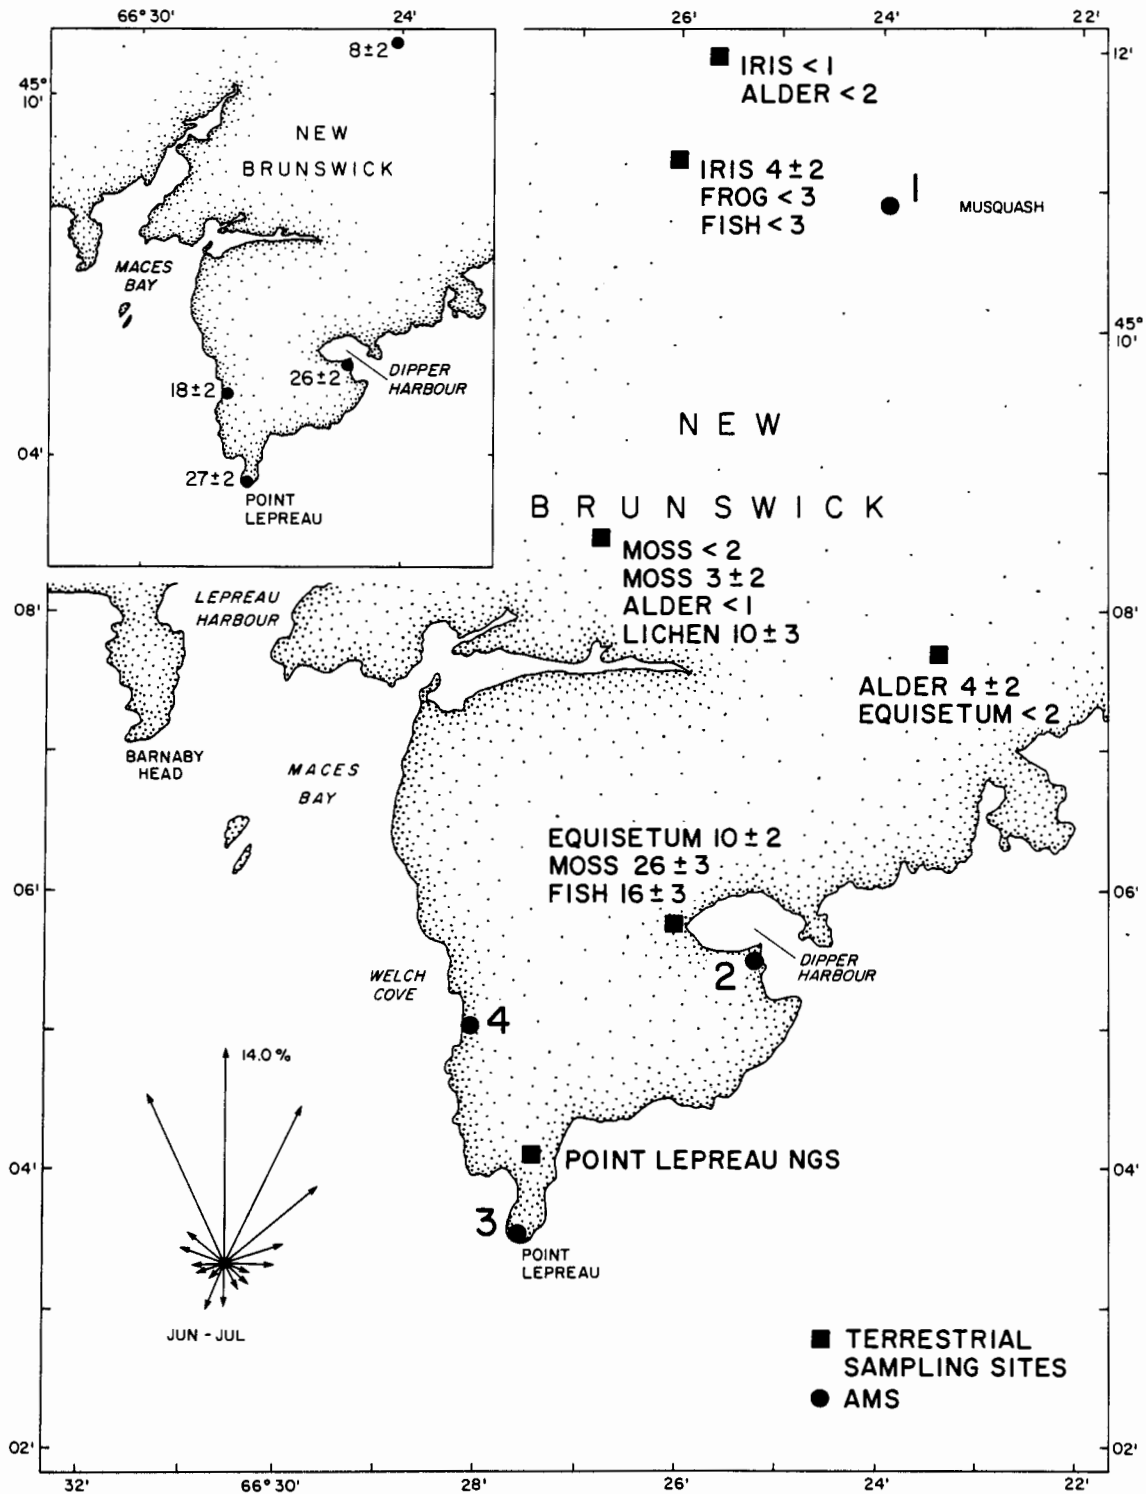 66° 30'
24'
26'
24'
22'
8±2
45°
10'
NEW
BRUNSWICK
MACES
BAY
18±2
26±2
DIPPER
HARBOUR
04'
27±2
POINT
LEPREAU
12'
IRIS < 1
ALDER < 2
IRIS 4±2
FROG < 3
FISH < 3
1
MUSQUASH
45°
10'
NEW
BRUNSWICK
MOSS < 2
MOSS 3±2
ALDER < 1
LICHEN 10±3
08'
LEPREAU
HARBOUR
08'
ALDER 4±2
EQUISETUM < 2
BARNABY
HEAD
MACES
BAY
EQUISETUM 10±2
MOSS 26±3
FISH 16±3
06'
06'
DIPPER
HARBOUR
2
WELCH
COVE
4
14.0%
04'
POINT LEPREAU NGS
04'
3
POINT
LEPREAU
JUN - JUL
TERRESTRIAL
SAMPLING SITES
AMS
02'
02'
32'
66° 30'
28'
26'
24'
22'